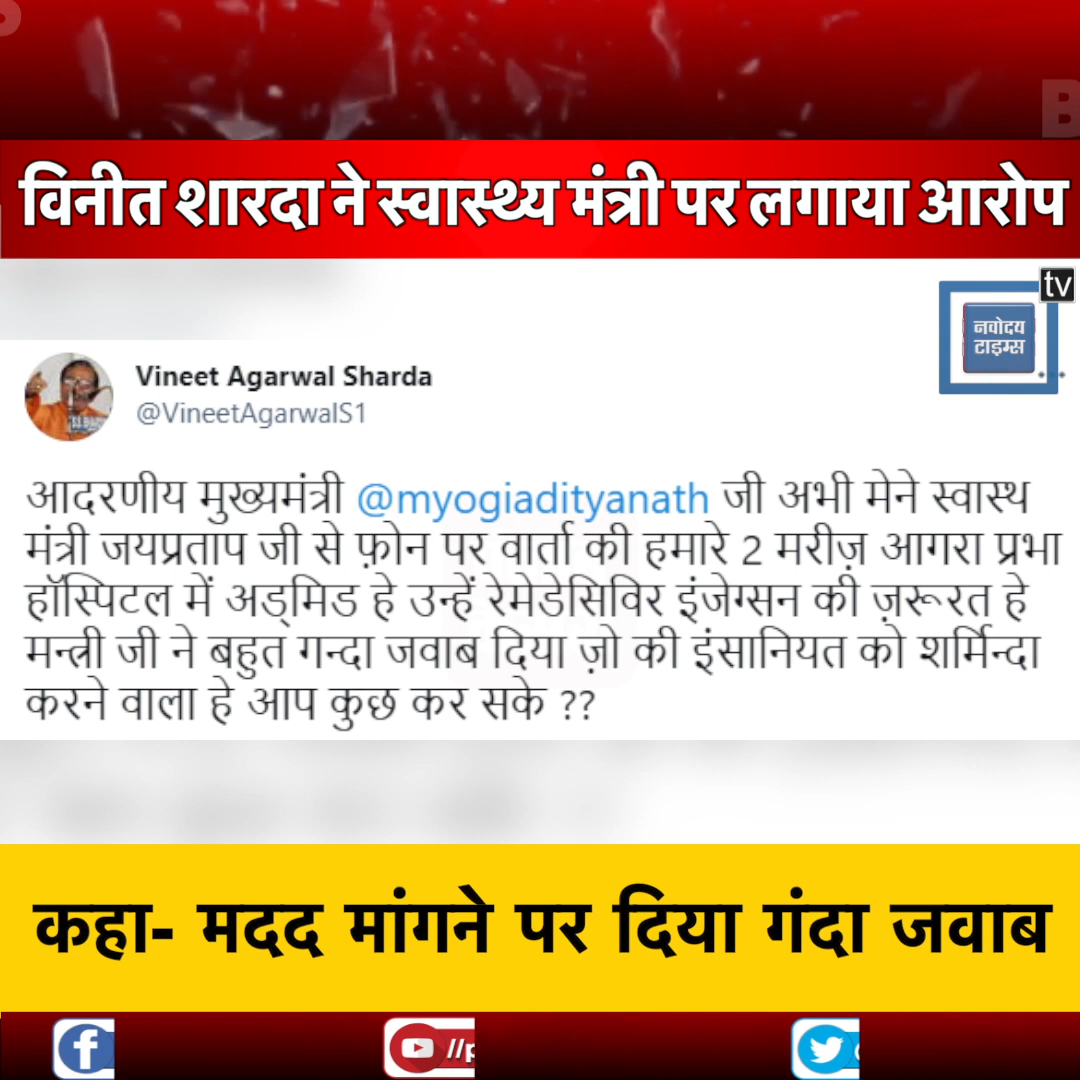 विनीत शारदा ने स्वास्थ्य मंत्री पर लगाया आरोप
tv
नवोदय
टाइम्स
Vineet Agarwal Sharda
@VineetAgarwalS1
आदरणीय मुख्यमंत्री @myogiadityanath जी अभी मेने स्वास्थ
मंत्री जयप्रताप जी से फ़ोन पर वार्ता की हमारे 2 मरीज़ आगरा प्रभा
हॉस्पिटल में अड्मिड हे उन्हें रेमेडेसिविर इंजेग्सन की ज़रूरत हे
मन्त्री जी ने बहुत गन्दा जवाब दिया ज़ो की इंसानियत को शर्मिन्दा
करने वाला हे आप कुछ कर सके ??
कहा- मदद मांगने पर दिया गंदा जवाब